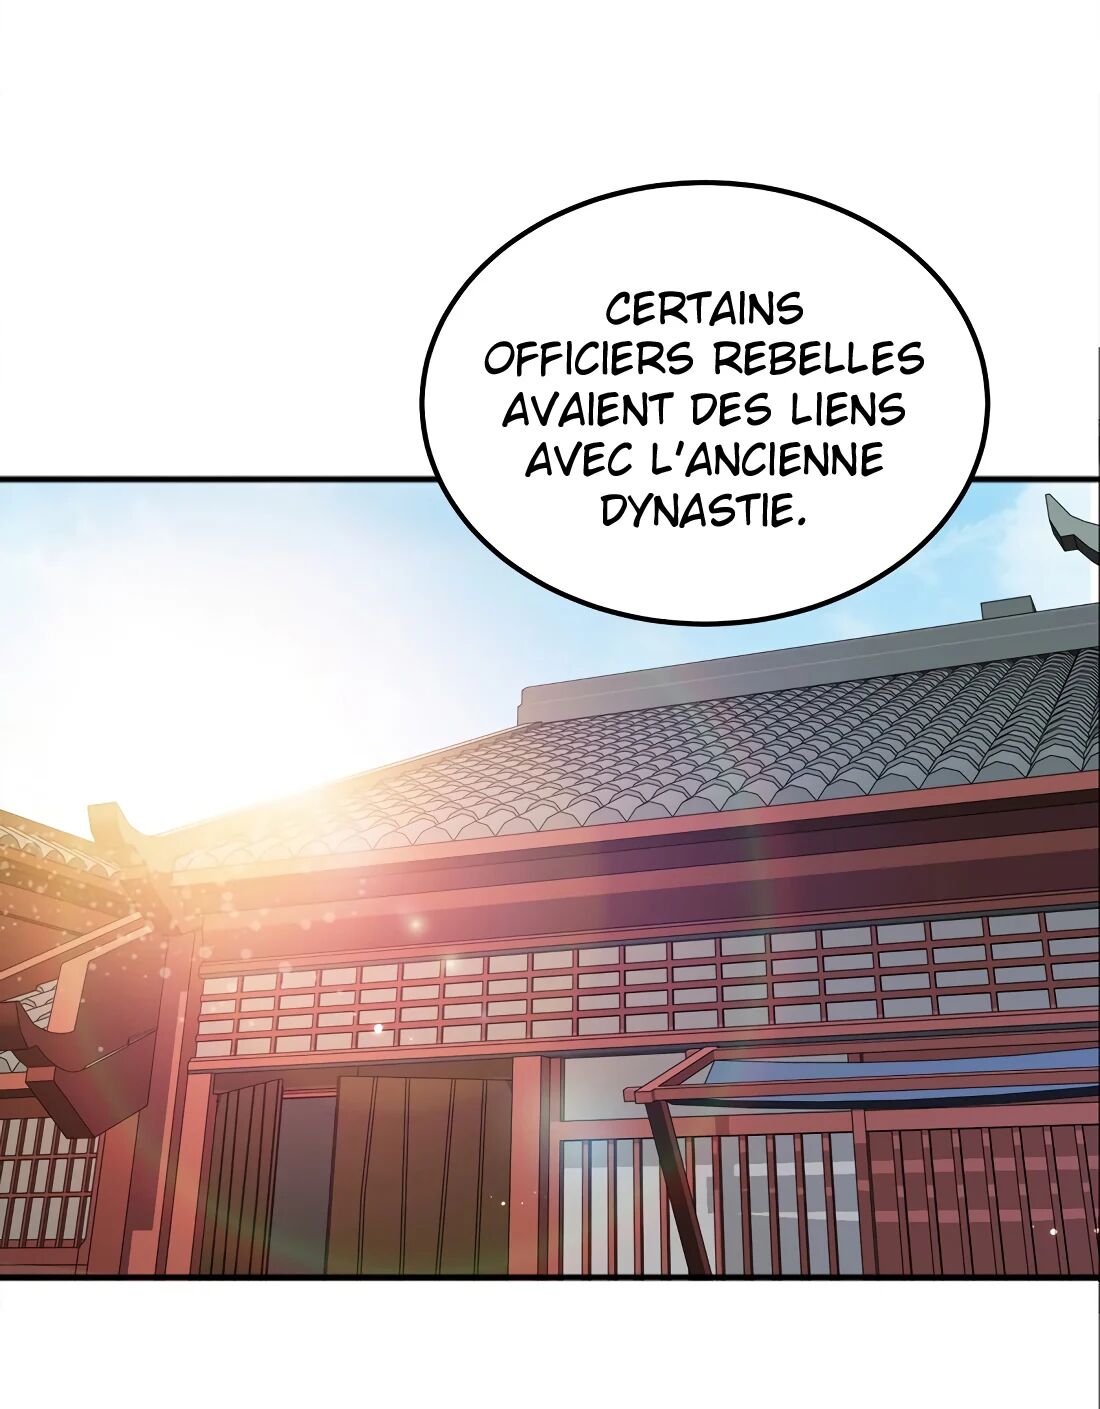 CERTAINS
OFFICIERS REBELLES
AVAIENT DES LIENS
AVEC L'ANCIENNE
DYNASTIE.